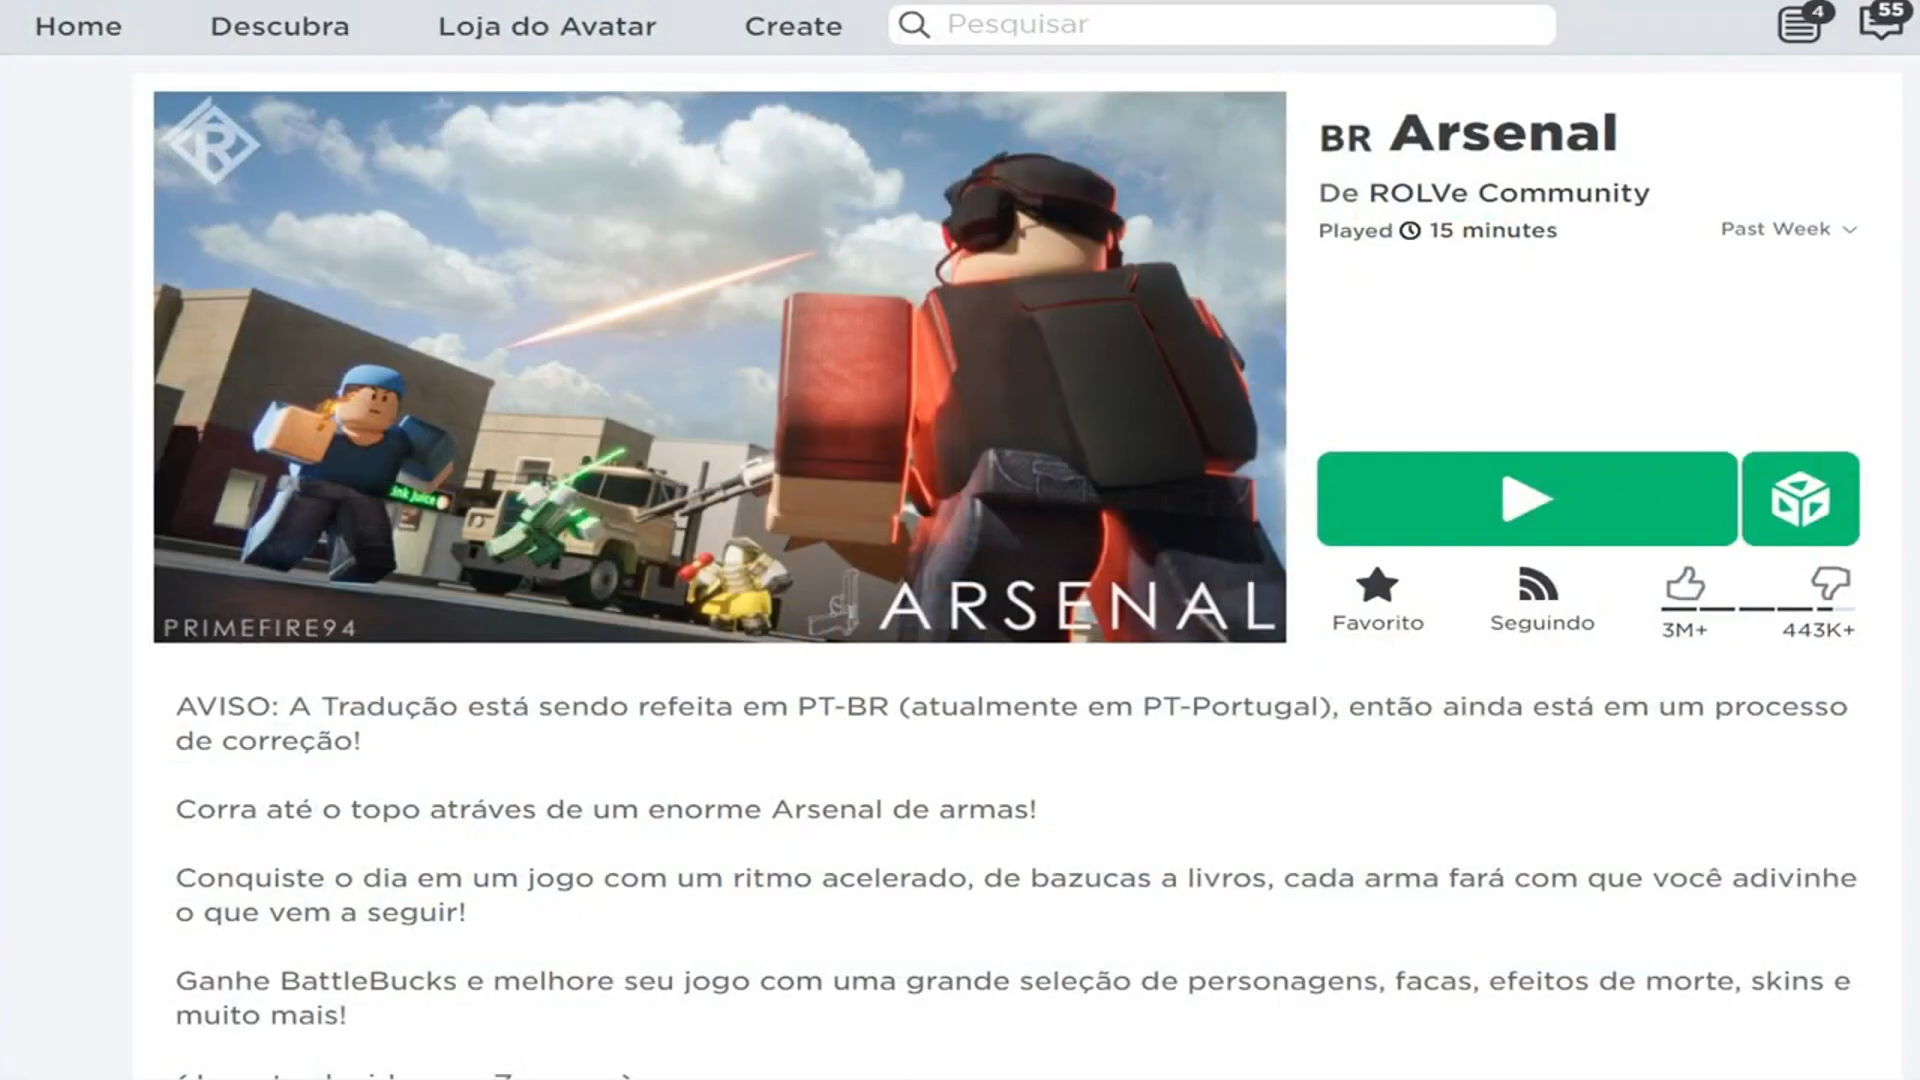 Home Descubra Loja do Avatar Create Pesquisar 4 55
BR Arsenal
De ROLVe Community
Played 15 minutes Past Week
ink juice
PRIMEFIRE94
ARSENAL
Favorito Seguindo
3M+ 443K+
AVISO: A Tradução está sendo refeita em PT-BR (atualmente em PT-Portugal), então ainda está em um processo
de correção!
Corra até o topo atráves de um enorme Arsenal de armas!
Conquiste o dia em um jogo com um ritmo acelerado, de bazucas a livros, cada arma fará com que você adivinhe
o que vem a seguir!
Ganhe BattleBucks e melhore seu jogo com uma grande seleção de personagens, facas, efeitos de morte, skins e
muito mais!